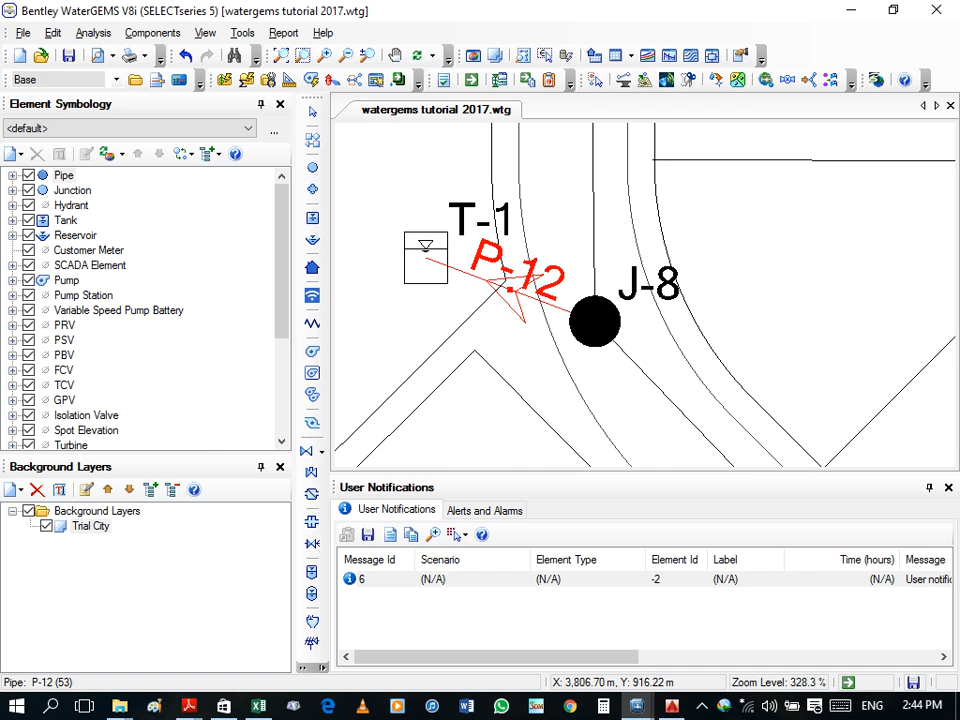 Bentley WaterGEMS V8i (SELECTseries 5) [watergems tutorial 2017.wtg]
File Edit Analysis Components View Tools Report Help
Base
Element Symbology
<default>
...
Pipe
Junction
Hydrant
Tank
Reservoir
Customer Meter
SCADA Element
Pump
Pump Station
Variable Speed Pump Battery
PRV
PSV
PBV
FCV
TCV
GPV
Isolation Valve
Spot Elevation
Turbine
Background Layers
Background Layers
Trial City
watergems tutorial 2017.wtg
T-1
P-12
J-8
User Notifications
User Notifications Alerts and Alarms
Message Id Scenario Element Type Element Id Label Time (hours) Message
6 (N/A) (N/A) -2 (N/A) (N/A) User notific
Pipe: P-12 (53) X: 3,806.70 m, Y: 916.22 m Zoom Level: 328.3 %
ENG 2:44 PM